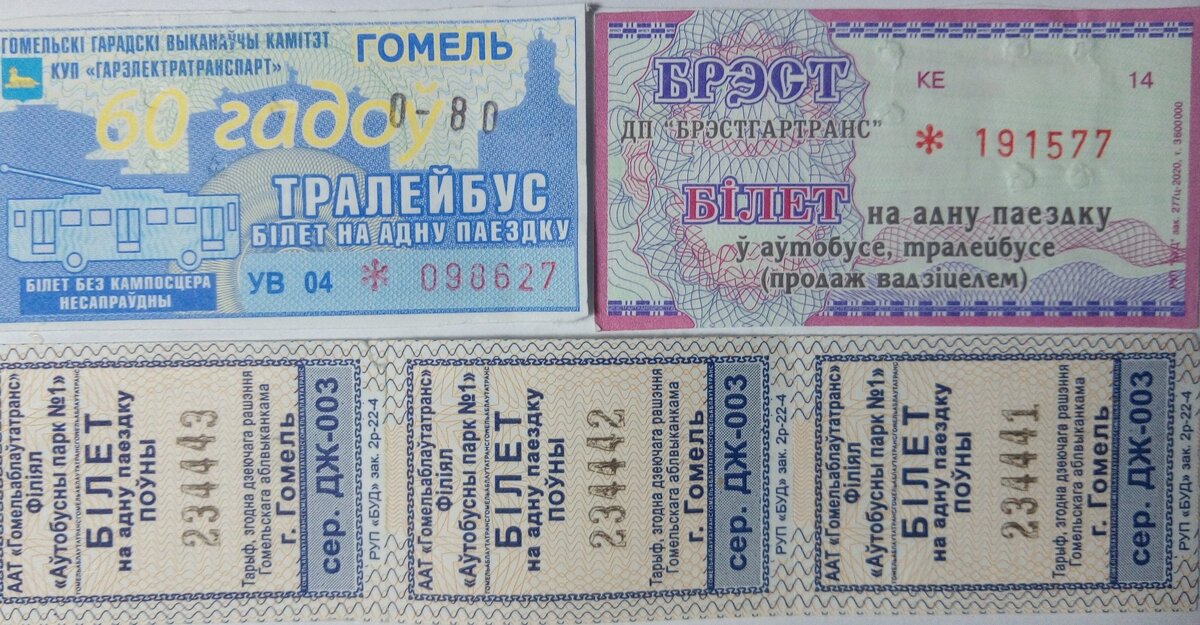 ГОМЕЛЬСКІ ГАРАДСКІ ВЫКАНАЎЧЫ КАМІТЭТ
КУП «ГАРЭЛЕКТРАТРАНСПАРТ»
ГОМЕЛЬ
60 гадоў
0-80
ТРАЛЕЙБУС
БІЛЕТ НА АДНУ ПАЕЗДКУ
БІЛЕТ БЕЗ КАМПОСЦЕРА
НЕСАПРАЎДНЫ
УВ 04 * 098627
БРЭСТ
КЕ 14
ДП "БРЭСТГАРТРАНС"
* 191577
БІЛЕТ на адну паездку
ў аўтобусе, тралейбусе
(продаж вадзіцелем)
зак. 277ц-2020, т. 3600000
ААТ «Гомельаблаўтатранс»
Філіял
«Аўтобусны парк №1»
БІЛЕТ
на адну паездку
ПОЎНЫ
234443
Тарыф, згодна дзеючага рашэння
Гомельскага аблвыканкама
г. Гомель
сер. ДЖ-003
РУП «БУД» зак. 2р-22-4
ААТ «Гомельаблаўтатранс»
Філіял
«Аўтобусны парк №1»
БІЛЕТ
на адну паездку
ПОЎНЫ
234442
Тарыф, згодна дзеючага рашэння
Гомельскага аблвыканкама
г. Гомель
сер. ДЖ-003
РУП «БУД» зак. 2р-22-4
ААТ «Гомельаблаўтатранс»
Філіял
«Аўтобусны парк №1»
БІЛЕТ
на адну паездку
ПОЎНЫ
234441
Тарыф, згодна дзеючага рашэння
Гомельскага аблвыканкама
г. Гомель
сер. ДЖ-003
РУП «БУД» зак. 2р-22-4